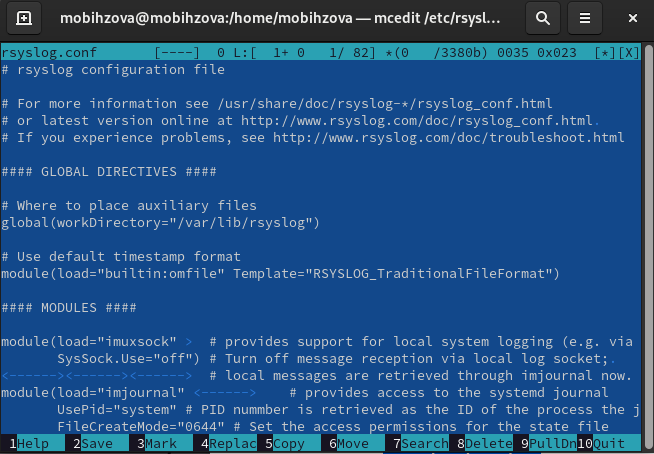 mobihzova@mobihzova:/home/mobihzova — mcedit /etc/rsysl…
rsyslog.conf [----] 0 L:[ 1+ 0 1/ 82] *(0 /3380b) 0035 0x023 [*][X]
# rsyslog configuration file
# For more information see /usr/share/doc/rsyslog-*/rsyslog_conf.html
# or latest version online at http://www.rsyslog.com/doc/rsyslog_conf.html.
# If you experience problems, see http://www.rsyslog.com/doc/troubleshoot.html
#### GLOBAL DIRECTIVES ####
# Where to place auxiliary files
global(workDirectory="/var/lib/rsyslog")
# Use default timestamp format
module(load="builtin:omfile" Template="RSYSLOG_TraditionalFileFormat")
#### MODULES ####
module(load="imuxsock" > # provides support for local system logging (e.g. via
SysSock.Use="off") # Turn off message reception via local log socket;.
<------><------><------> # local messages are retrieved through imjournal now.
module(load="imjournal" <------> # provides access to the systemd journal
UsePid="system" # PID nummber is retrieved as the ID of the process the j
FileCreateMode="0644" # Set the access permissions for the state file
1Help 2Save 3Mark 4Replac 5Copy 6Move 7Search 8Delete 9PullDn 10Quit